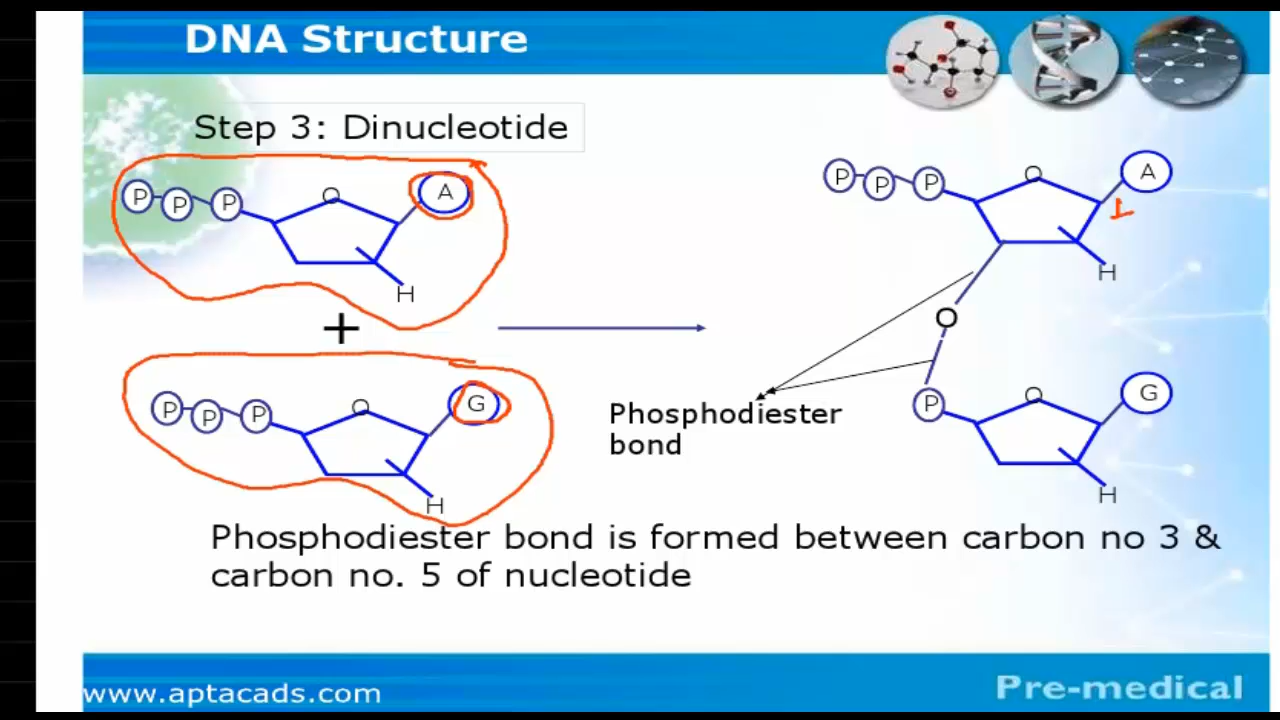 DNA Structure
Step 3: Dinucleotide
P P P O A
H
+
P P P O G
H
P P P O A
1
H
O
P O G
H
Phosphodiester
bond
Phosphodiester bond is formed between carbon no 3 &
carbon no. 5 of nucleotide
www.aptacads.com
Pre-medical